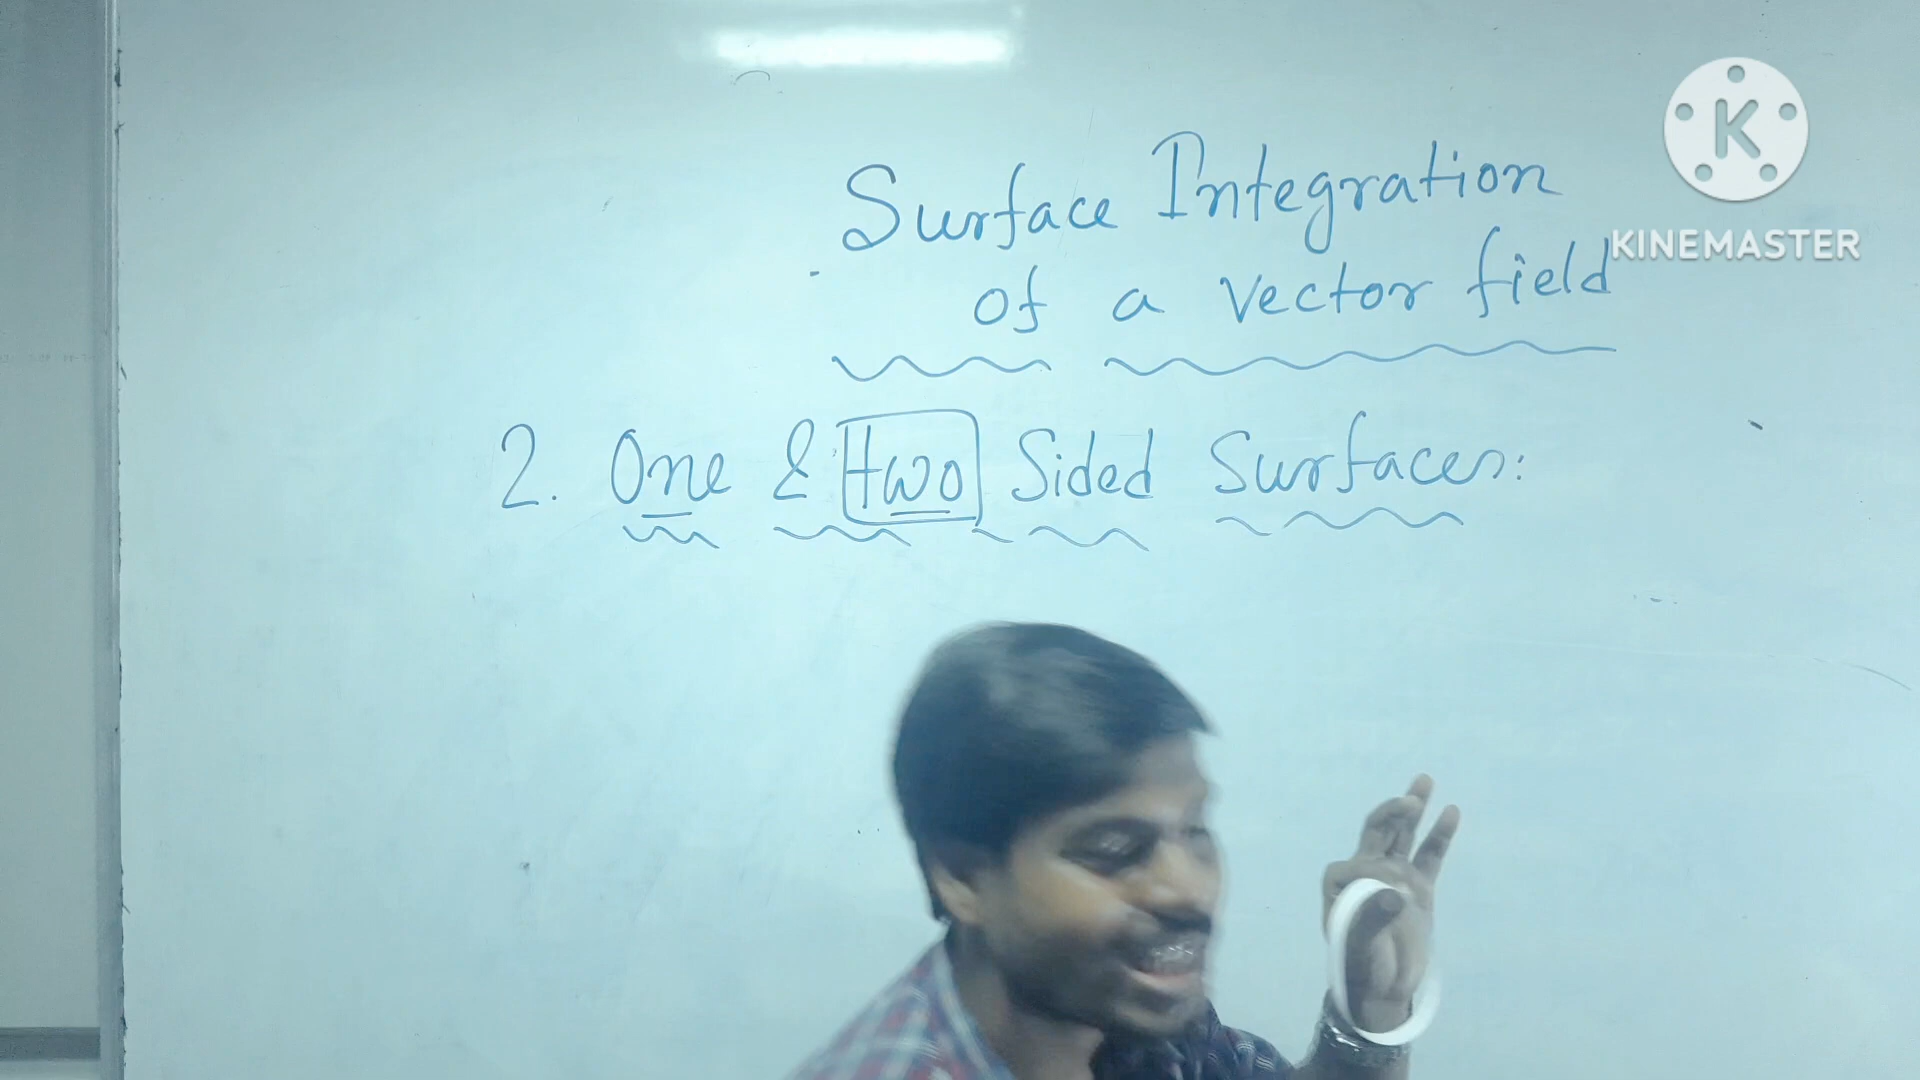 Surface Integration
of a vector field
2. One & two Sided Surfaces:
K
KINEMASTER